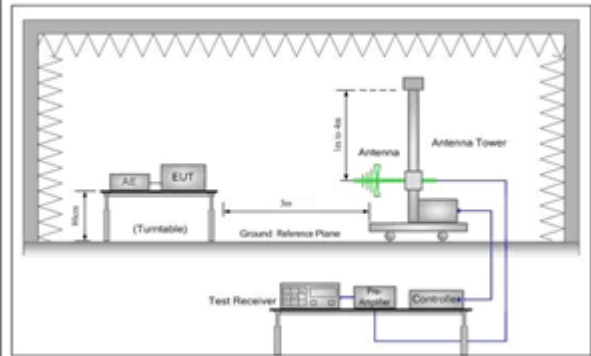 1m to 4m
Antenna Tower
Antenna
AE
EUT
80cm
3m
(Turntable)
Ground Reference Plane
Test Receiver
Pre-
Amplifier
Controller